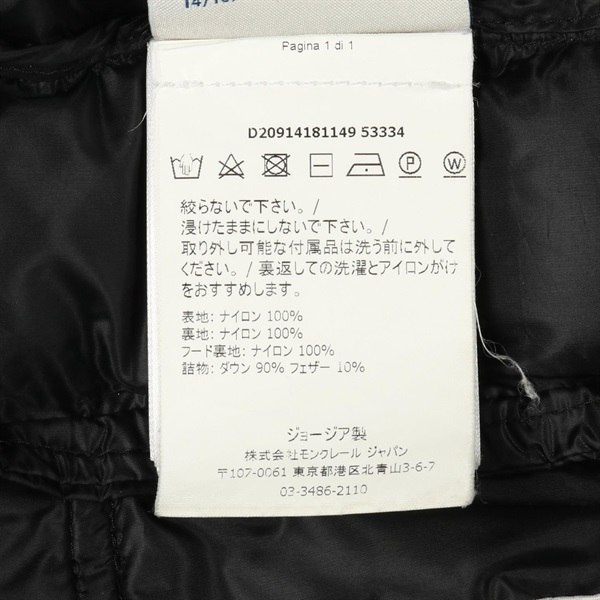 Pagina 1 di 1
D20914181149 53334
P
W
絞らないで下さい。/
浸けたままにしないで下さい。/
取り外し可能な付属品は洗う前に外して
ください。/ 裏返しての洗濯とアイロンがけ
をおすすめします。
表地: ナイロン 100%
裏地: ナイロン 100%
フード裏地: ナイロン 100%
詰物: ダウン 90% フェザー 10%
ジョージア製
株式会社モンクレール ジャパン
〒107-0061 東京都港区北青山3-6-7
03-3486-2110